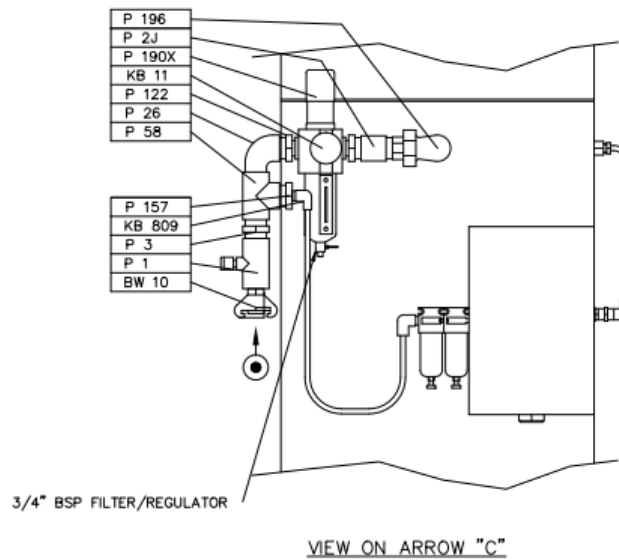 P 196
P 2J
P 190X
KB 11
P 122
P 26
P 58
P 157
KB 809
P 3
P 1
BW 10
3/4" BSP FILTER/REGULATOR
VIEW ON ARROW "C"